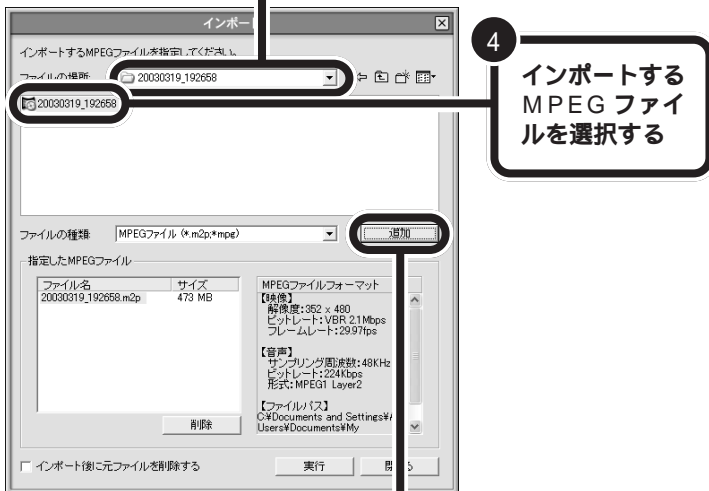 インポート
インポートするMPEGファイルを指定してください。
ファイルの場所: 20030319_192658
20030319_192658
4
インポートする
MPEG ファイ
ルを選択する
ファイルの種類: MPEGファイル (*.m2p;*mpg) 追加
指定したMPEGファイル
ファイル名 サイズ
20030319_192658.m2p 473 MB
MPEGファイルフォーマット
【映像】
解像度:352 x 480
ビットレート:VBR 2.1Mbps
フレームレート:29.97fps
【音声】
サンプリング周波数:48KHz
ビットレート:224Kbps
形式:MPEG1 Layer2
【ファイルパス】
C¥Documents and Settings¥
Users¥Documents¥My
削除
インポート後に元ファイルを削除する 実行